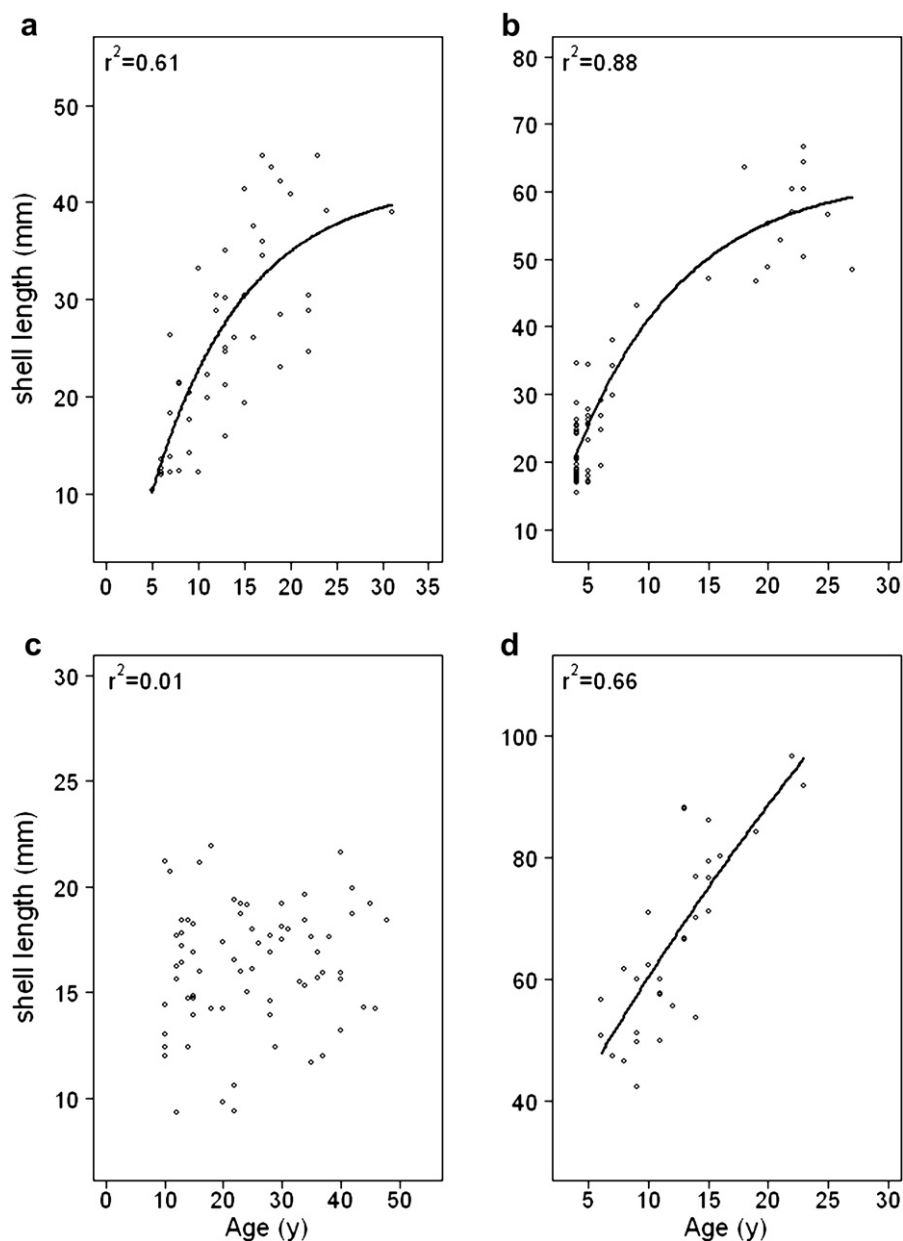 a
r²=0.61
50
40
30
20
10
shell length (mm)
0 5 10 15 20 25 30 35
b
r²=0.88
80
70
60
50
40
30
20
10
5 10 15 20 25 30
c
r²=0.01
30
25
20
15
10
shell length (mm)
0 10 20 30 40 50
Age (y)
d
r²=0.66
100
80
60
40
5 10 15 20 25 30
Age (y)